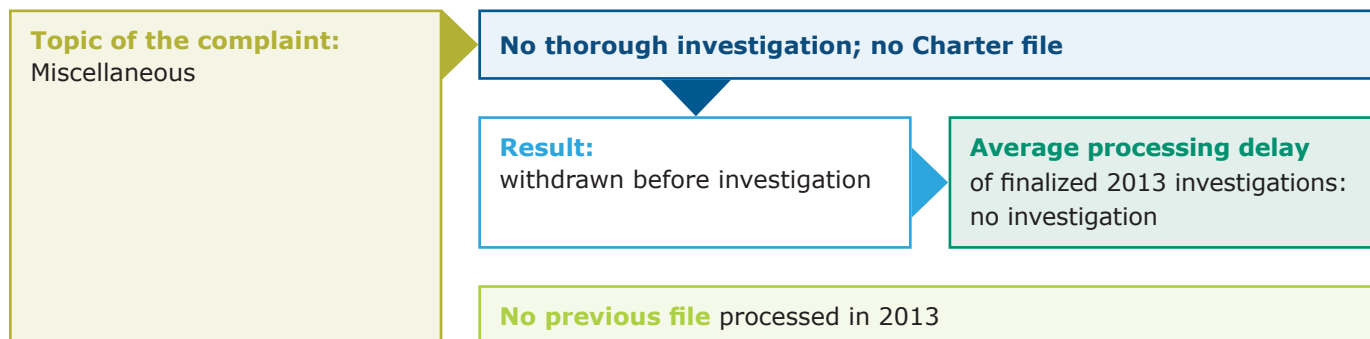 Topic of the complaint:
Miscellaneous
No thorough investigation; no Charter file
Result:
withdrawn before investigation
Average processing delay
of finalized 2013 investigations:
no investigation
No previous file processed in 2013